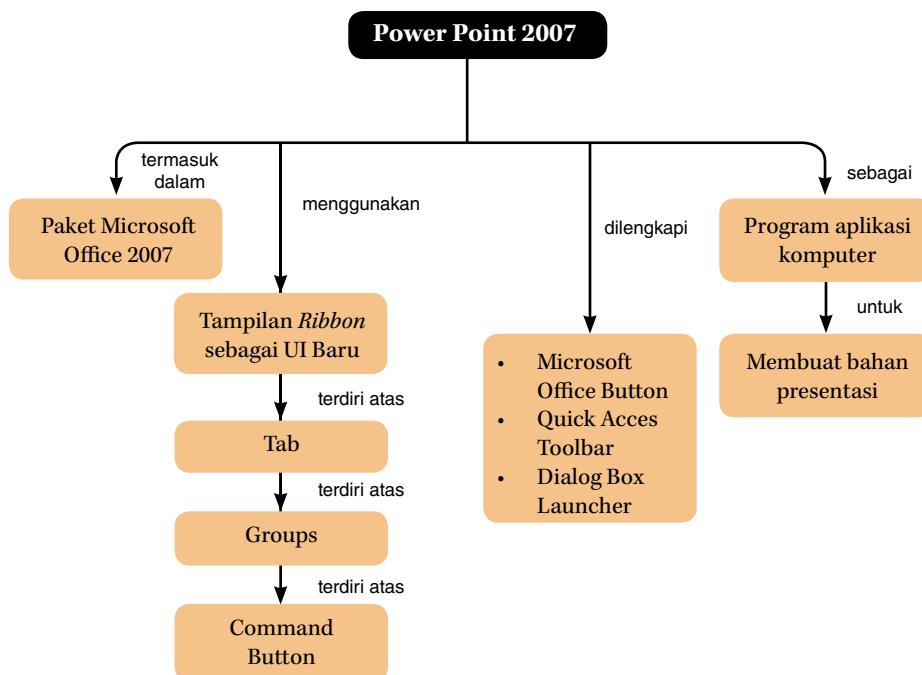 Power Point 2007
termasuk
dalam
Paket Microsoft
Office 2007
menggunakan
Tampilan Ribbon
sebagai UI Baru
terdiri atas
Tab
terdiri atas
Groups
terdiri atas
Command
Button
dilengkapi
• Microsoft
Office Button
• Quick Acces
Toolbar
• Dialog Box
Launcher
sebagai
Program aplikasi
komputer
untuk
Membuat bahan
presentasi